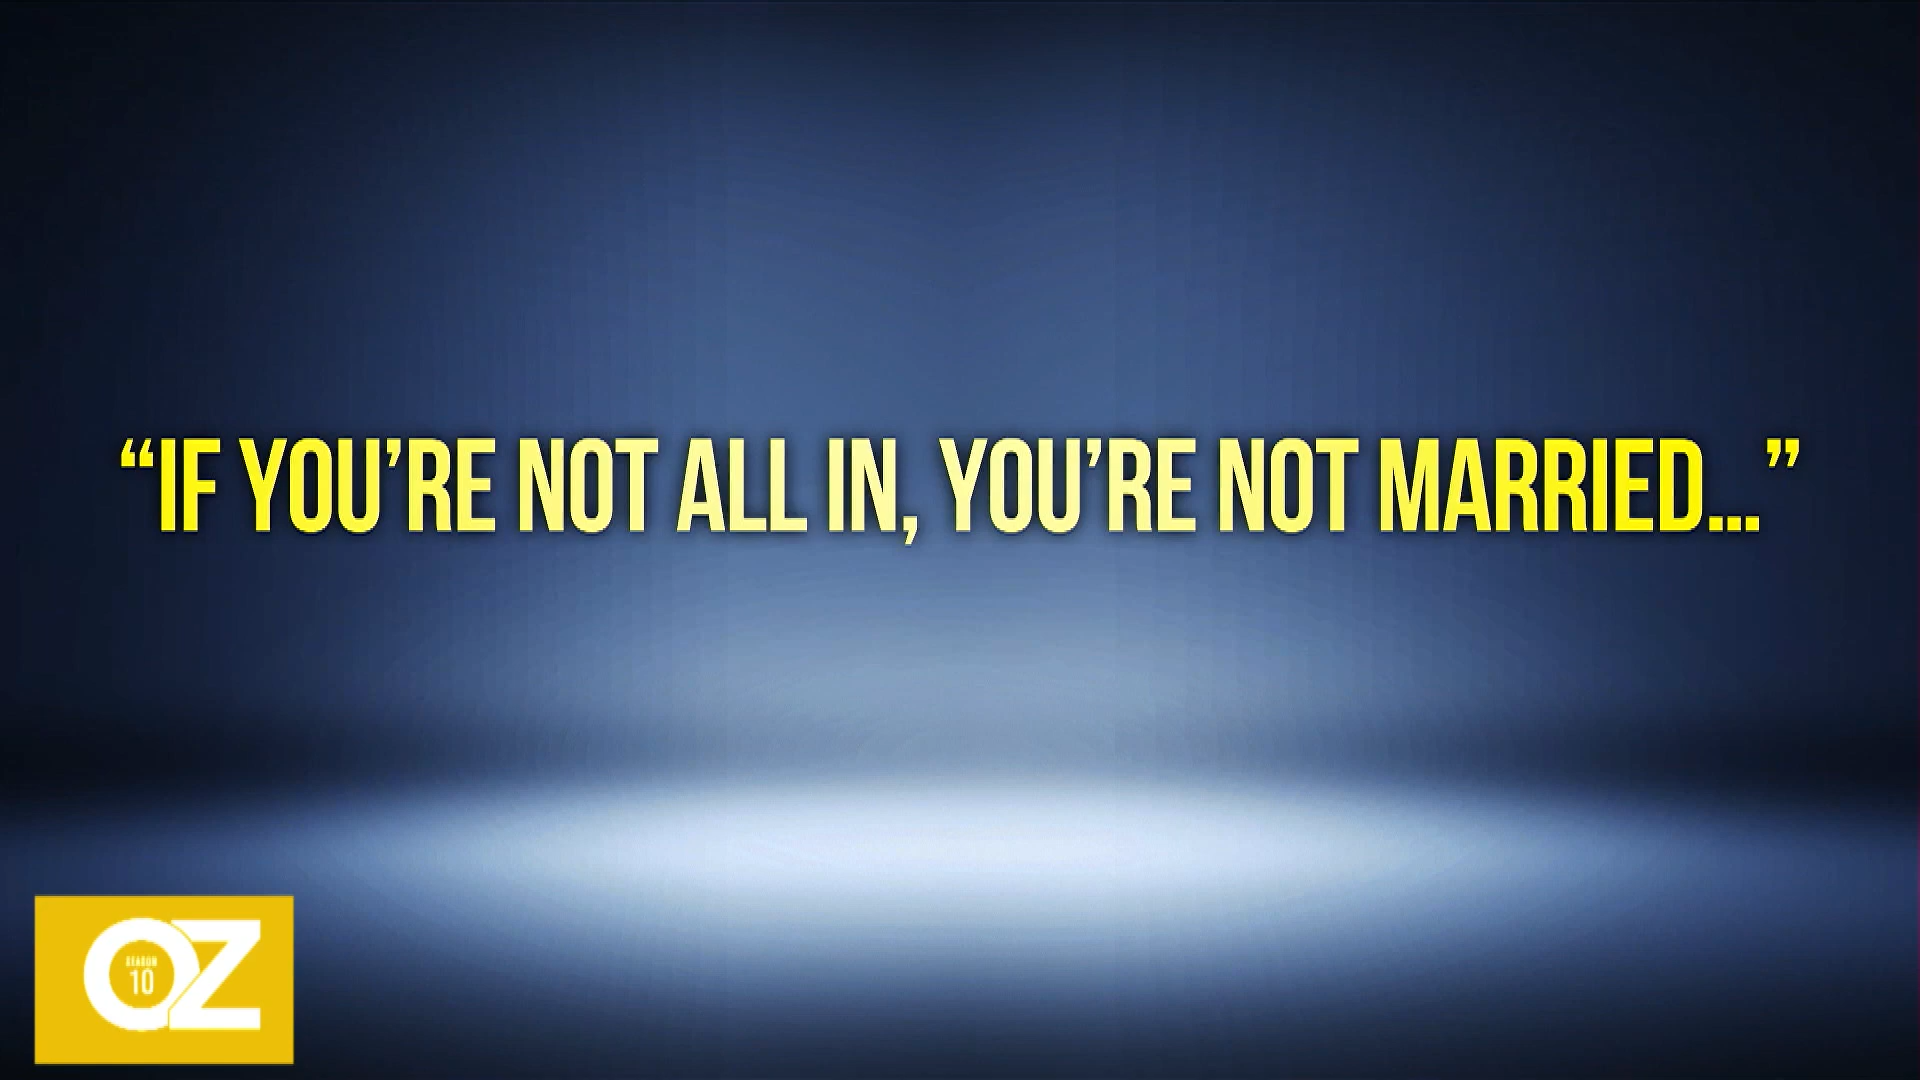 “IF YOU’RE NOT ALL IN, YOU’RE NOT MARRIED...”
OZ
SEASON
10